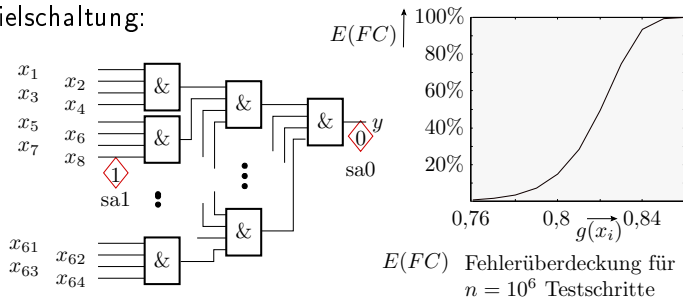 ielschaltung:
x1
x2
x3
x4
&
x5
x6
x7
x8
&
1
sa1
x61
x62
x63
x64
&
&
&
&
y
0
sa0
E(FC)
100%
80%
60%
40%
20%
0,76
0,8
0,84
g(xi)
E(FC) Fehlerüberdeckung für
n = 10^6 Testschritte